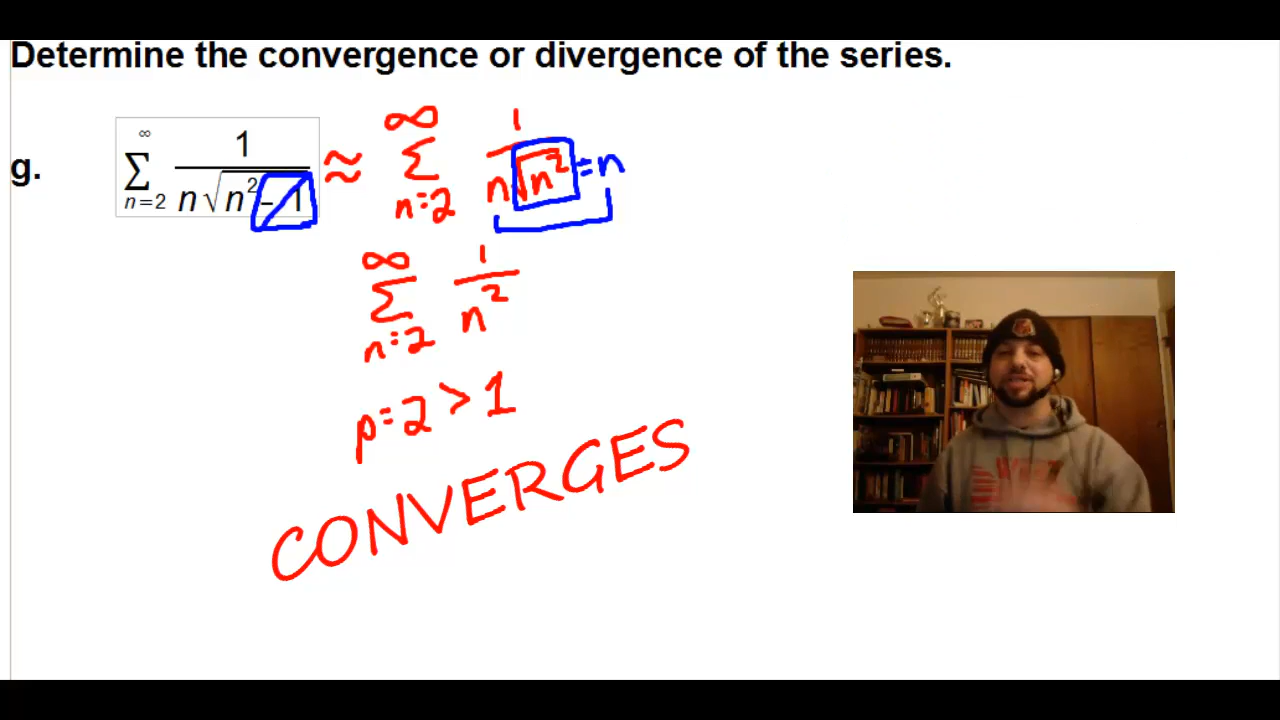 Determine the convergence or divergence of the series.
g. ∞ ∑ n=2 1 / n√n² - 1 ≈ ∞ ∑ n=2 1 / n√n² = n
∞ ∑ n=2 1 / n²
p=2 > 1
CONVERGES